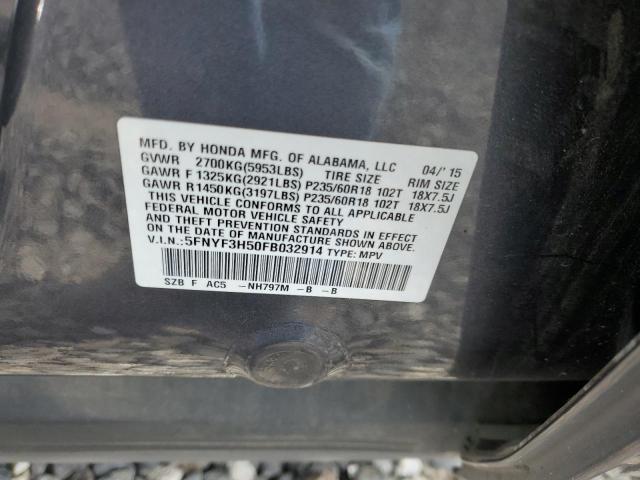 MFD. BY HONDA MFG. OF ALABAMA, LLC 04/'15
GVWR 2700KG(5953LBS) TIRE SIZE RIM SIZE
GAWR F 1325KG(2921LBS) P235/60R18 102T 18X7.5J
GAWR R1450KG(3197LBS) P235/60R18 102T 18X7.5J
THIS VEHICLE CONFORMS TO ALL APPLICABLE
FEDERAL MOTOR VEHICLE SAFETY
AND THEFT PREVENTION STANDARDS IN EFFECT
ON THE DATE OF MANUFACTURE SHOWN ABOVE.
V.I.N.:5FNYF3H50FB032914 TYPE: MPV
SZB F AC5 -NH797M -B -B